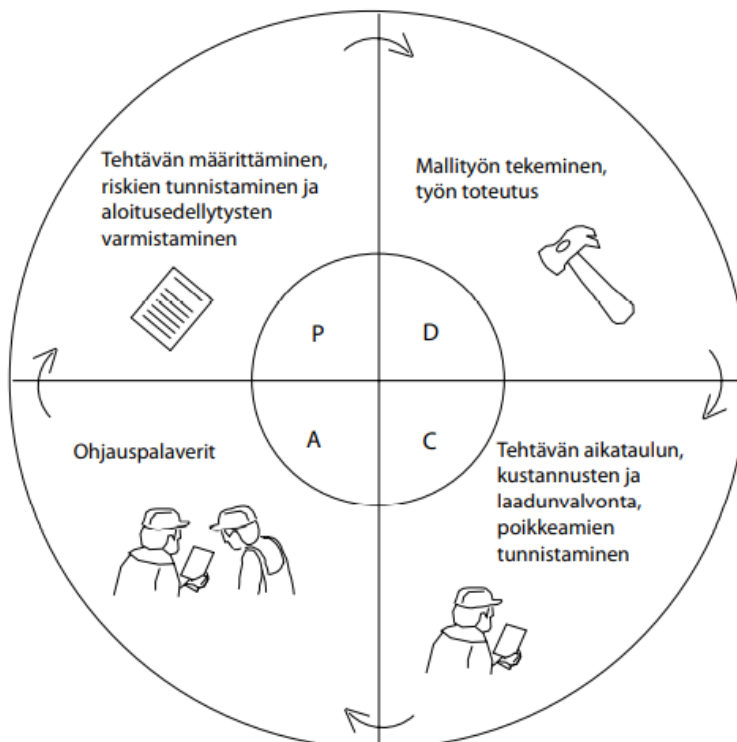 Tehtävän määrittäminen,
riskien tunnistaminen ja
aloitusedellytysten
varmistaminen
Mallityön tekeminen,
työn toteutus
P
D
A
C
Ohjauspalaverit
Tehtävän aikataulun,
kustannusten ja
laadunvalvonta,
poikkeamien
tunnistaminen